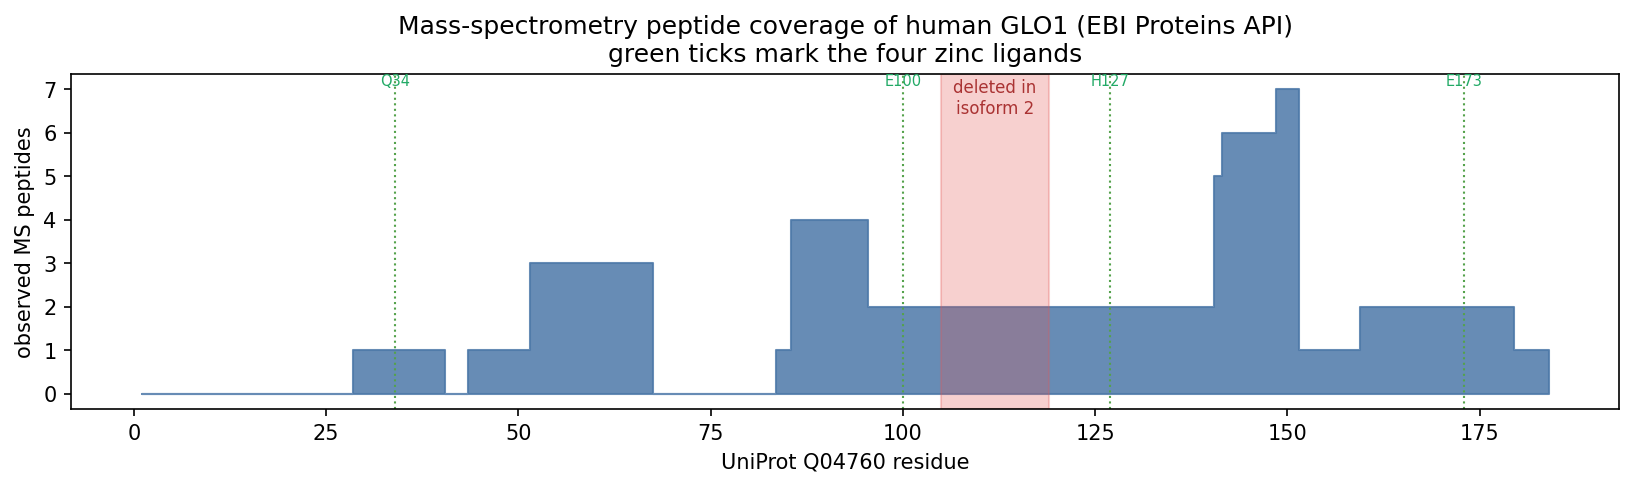 Mass-spectrometry peptide coverage of human GLO1 (EBI Proteins API)
green ticks mark the four zinc ligands
Q34
E100
deleted in
isoform 2
H127
E173
7
6
5
4
3
2
1
0
observed MS peptides
0 25 50 75 100 125 150 175
UniProt Q04760 residue